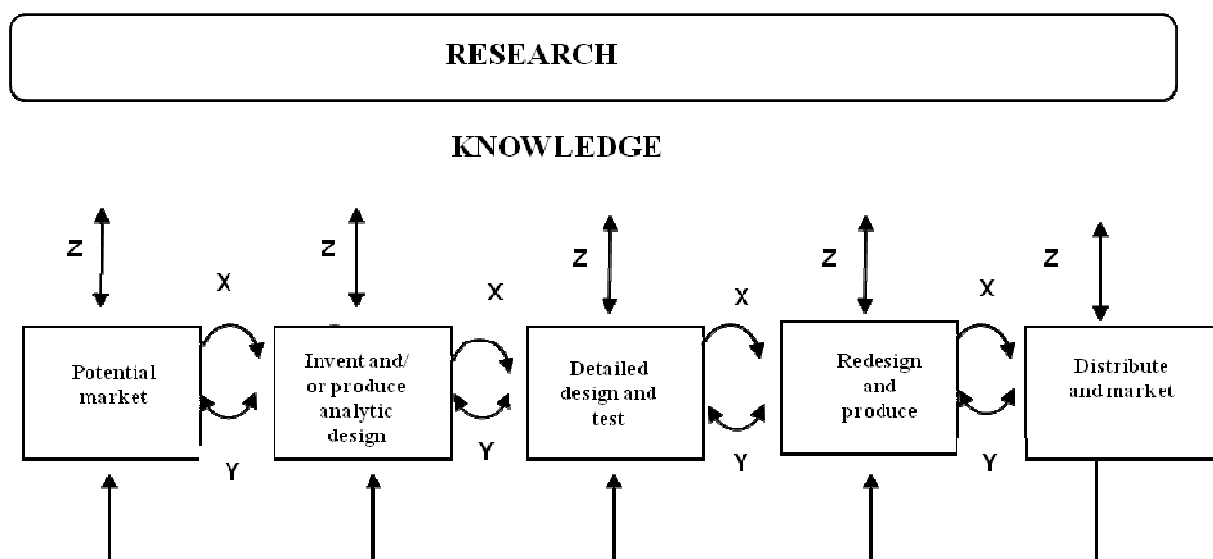 RESEARCH
KNOWLEDGE
Z
Z
Z
Z
Z
X
X
X
X
Potential
market
Invent and/
or produce
analytic
design
Detailed
design and
test
Redesign
and
produce
Distribute
and market
Y
Y
Y
Y